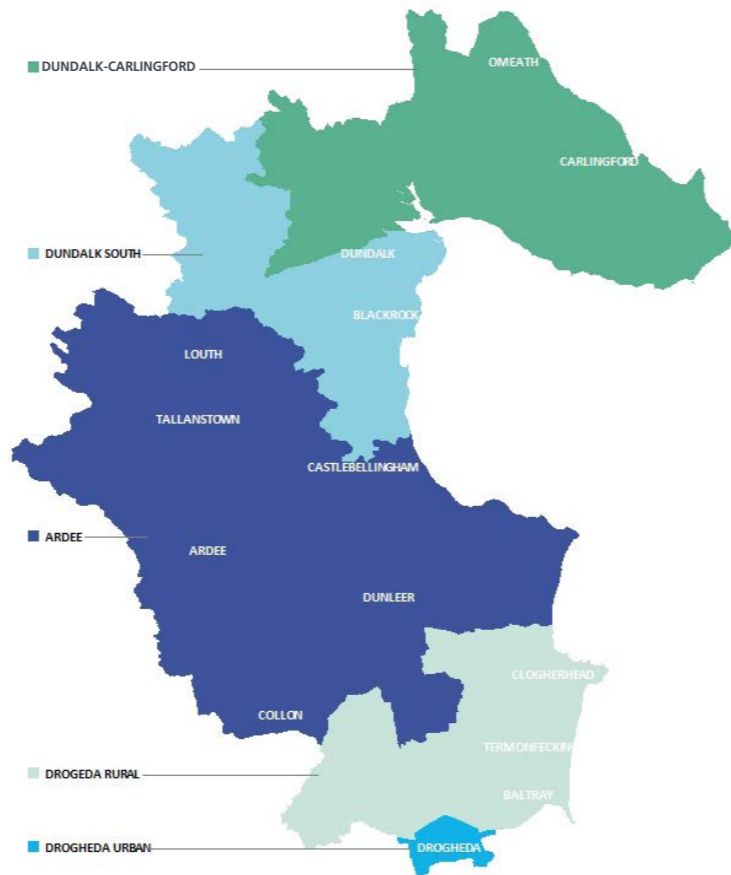 DUNDALK-CARLINGFORD
OMEATH
CARLINGFORD
DUNDALK SOUTH
DUNDALK
BLACKROCK
LOUTH
TALLANSTOWN
CASTLEBELLINGHAM
ARDEE
ARDEE
DUNLEER
CLOGHERHEAD
COLLON
TERMONFECKIN
DROGEDA RURAL
BALTRAY
DROGHEDA URBAN
DROGHEDA